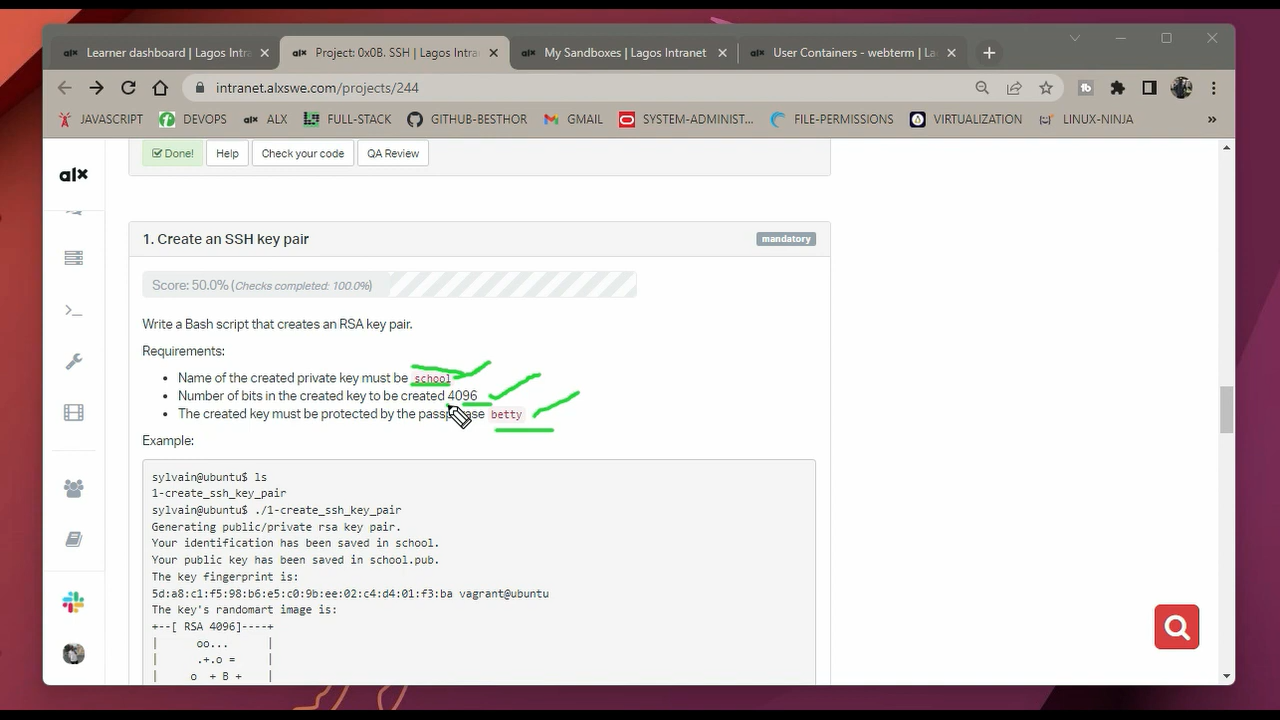 Learner dashboard | Lagos Intra
Project: 0x0B. SSH | Lagos Intra
My Sandboxes | Lagos Intranet
User Containers - webterm | La
intranet.alxswe.com/projects/244
JAVASCRIPT
DEVOPS
alx ALX
FULL-STACK
GITHUB-BESTHOR
GMAIL
SYSTEM-ADMINIST...
FILE-PERMISSIONS
VIRTUALIZATION
LINUX-NINJA
»
alx
Done!
Help
Check your code
QA Review
1. Create an SSH key pair
mandatory
Score: 50.0% (Checks completed: 100.0%)
Write a Bash script that creates an RSA key pair.
Requirements:
• Name of the created private key must be school
• Number of bits in the created key to be created 4096
• The created key must be protected by the passphrase betty
Example:
sylvain@ubuntu$ ls
1-create_ssh_key_pair
sylvain@ubuntu$ ./1-create_ssh_key_pair
Generating public/private rsa key pair.
Your identification has been saved in school.
Your public key has been saved in school.pub.
The key fingerprint is:
5d:a8:c1:f5:98:b6:e5:c0:9b:ee:02:c4:d4:01:f3:ba vagrant@ubuntu
The key's randomart image is:
+--[ RSA 4096]----+
|      oo...      |
|      .+.o =     |
|     o  + B +    |